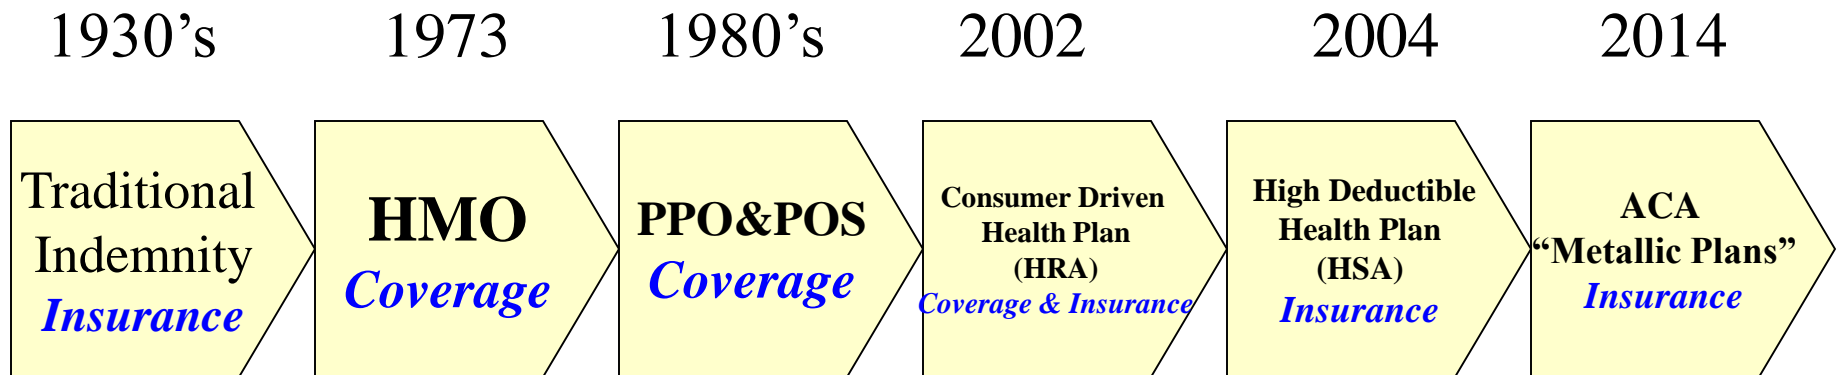 1930’s 1973 1980’s 2002 2004 2014
Traditional
Indemnity
Insurance
HMO
Coverage
PPO&POS
Coverage
Consumer Driven
Health Plan
(HRA)
Coverage & Insurance
High Deductible
Health Plan
(HSA)
Insurance
ACA
“Metallic Plans”
Insurance